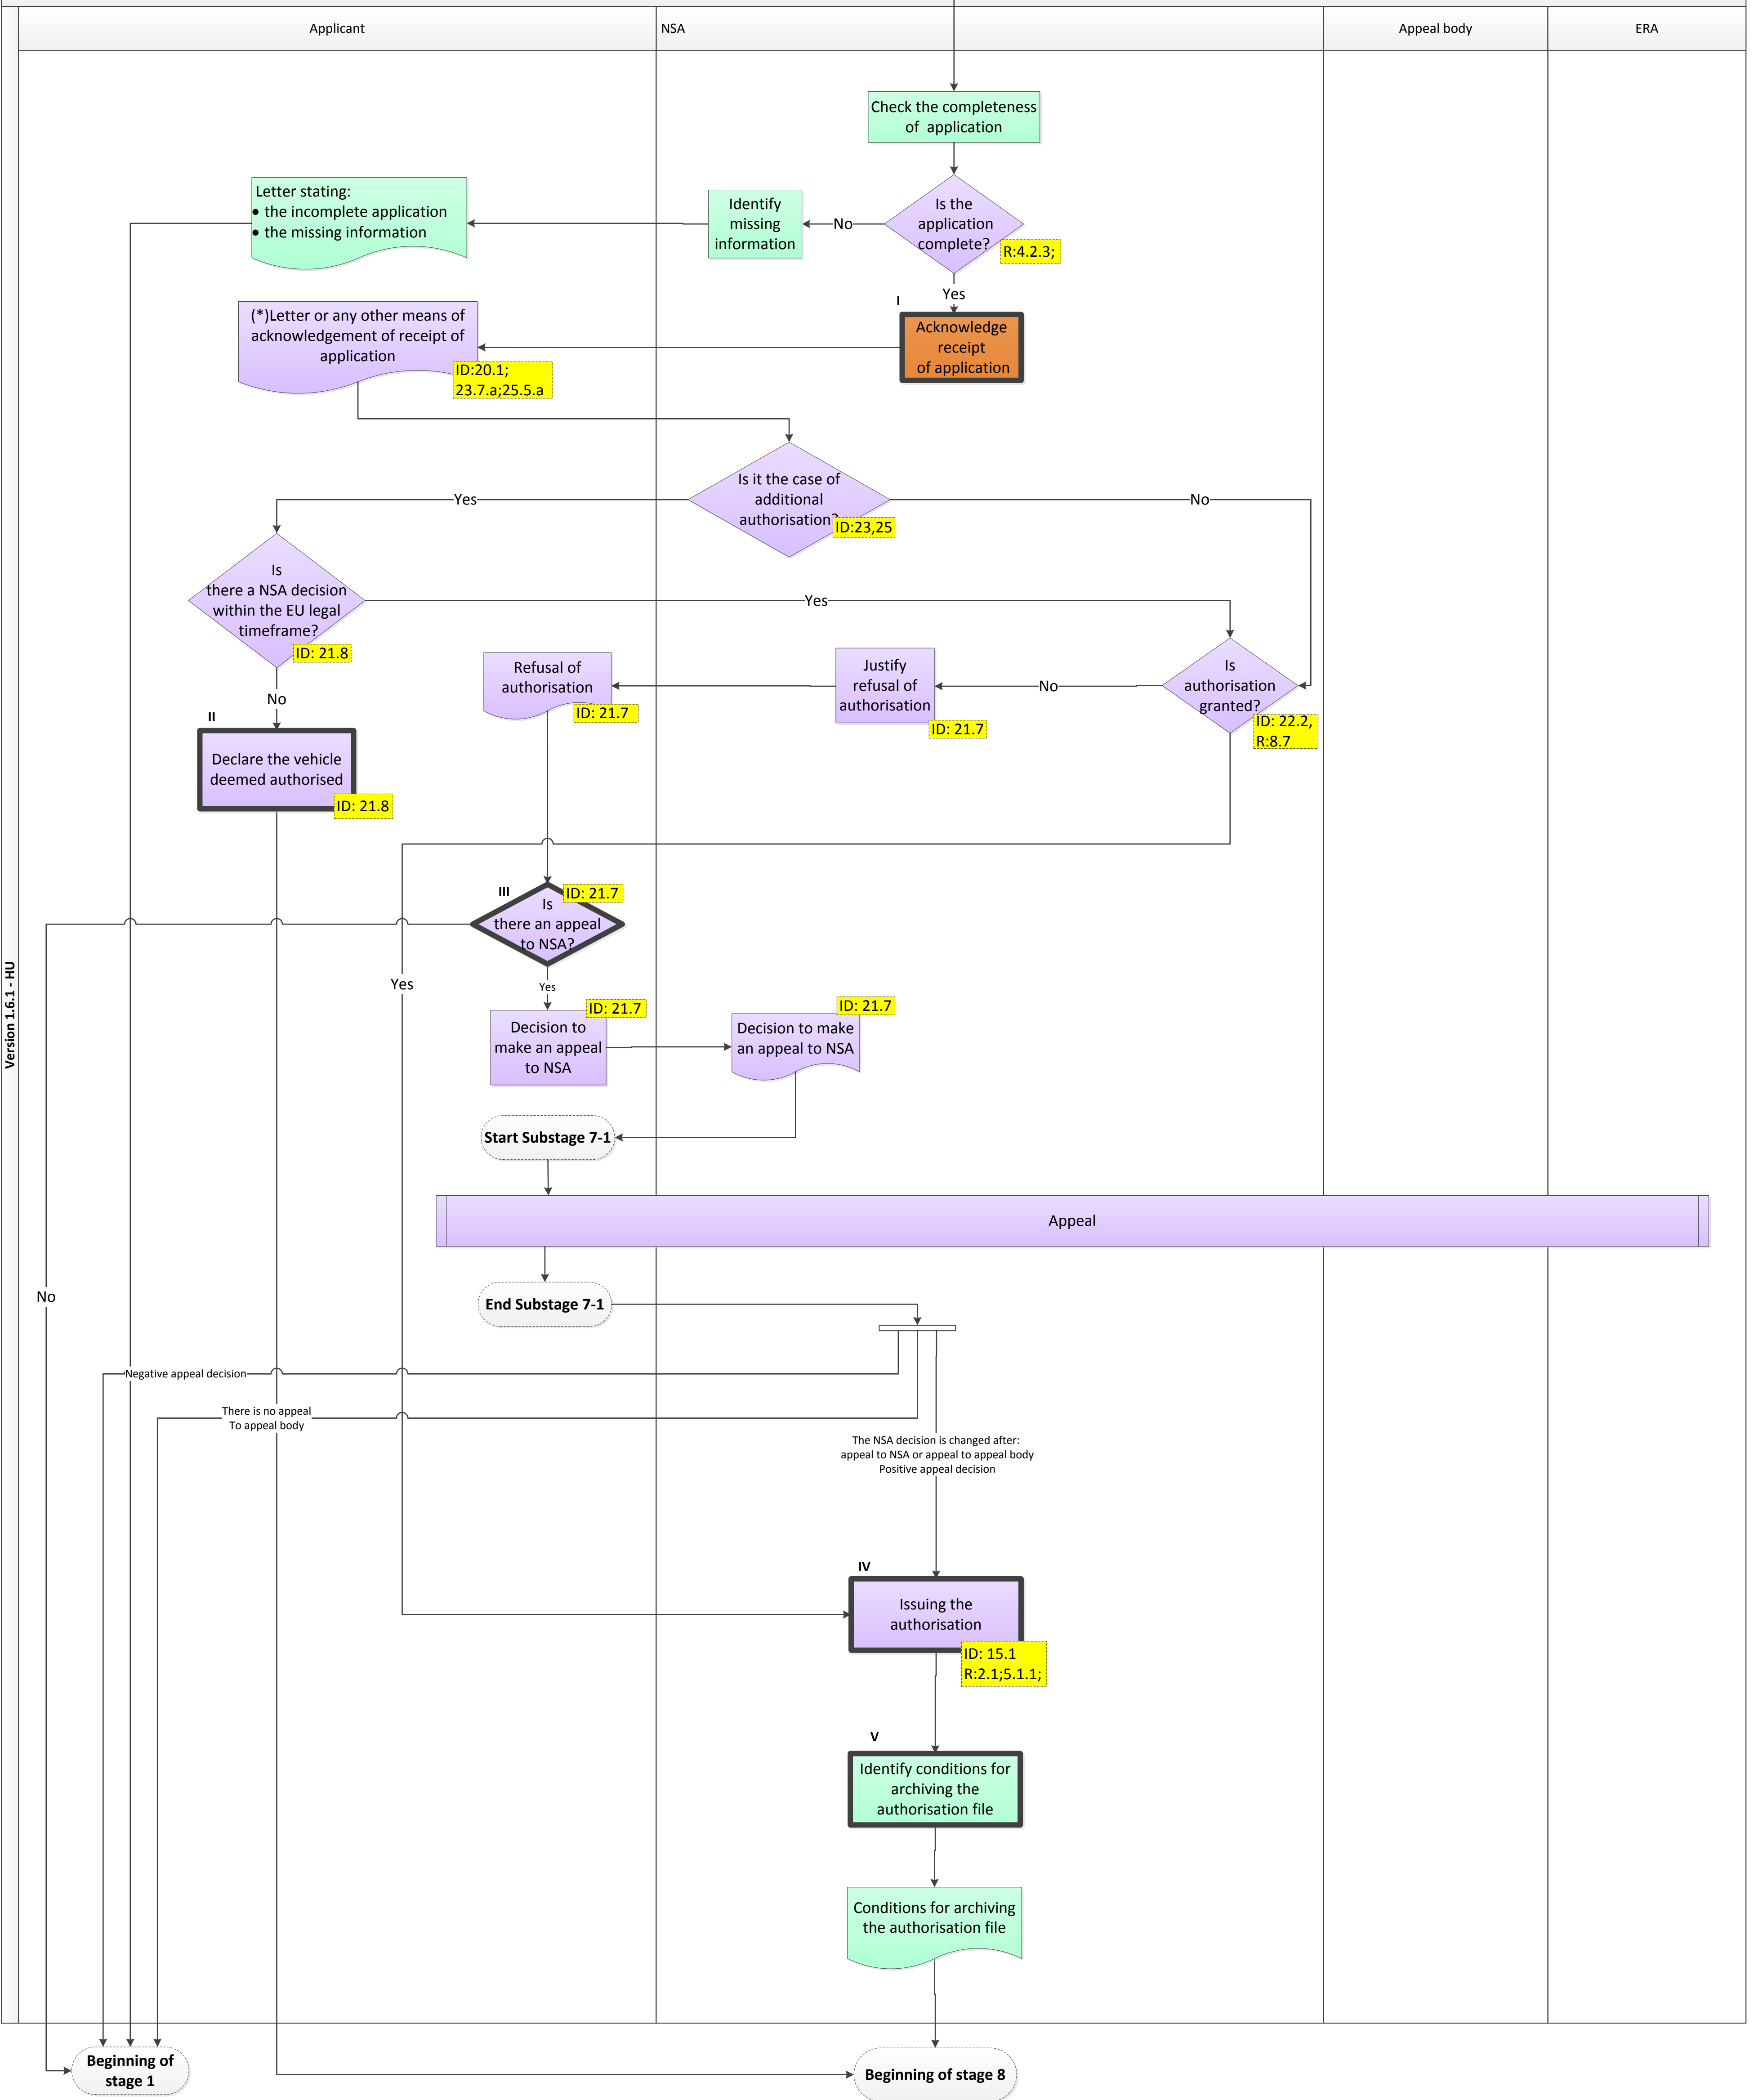 Applicant
NSA
Appeal body
ERA
Version 1.6.1 - HU
Check the completeness
of  application
Is the
application
complete?
R:4.2.3;
No
Identify
missing
information
Letter stating:
• the incomplete application
• the missing information
Yes
I
Acknowledge
receipt
of application
(*)Letter or any other means of
acknowledgement of receipt of
application
ID:20.1;
23.7.a;25.5.a
Is it the case of
additional
authorisation?
ID:23,25
Yes
No
Is
there a NSA decision
within the EU legal
timeframe?
ID: 21.8
Yes
No
Is
authorisation
granted?
ID: 22.2,
R:8.7
No
Justify
refusal of
authorisation
ID: 21.7
Refusal of
authorisation
ID: 21.7
II
Declare the vehicle
deemed authorised
ID: 21.8
III
ID: 21.7
Is
there an appeal
to NSA?
Yes
Yes
ID: 21.7
Decision to
make an appeal
to NSA
ID: 21.7
Decision to make
an appeal to NSA
Start Substage 7-1
Appeal
No
End Substage 7-1
Negative appeal decision
There is no appeal
To appeal body
The NSA decision is changed after:
appeal to NSA or appeal to appeal body
Positive appeal decision
IV
Issuing the
authorisation
ID: 15.1
R:2.1;5.1.1;
V
Identify conditions for
archiving the
authorisation file
Conditions for archiving
the authorisation file
Beginning of
stage 1
Beginning of stage 8